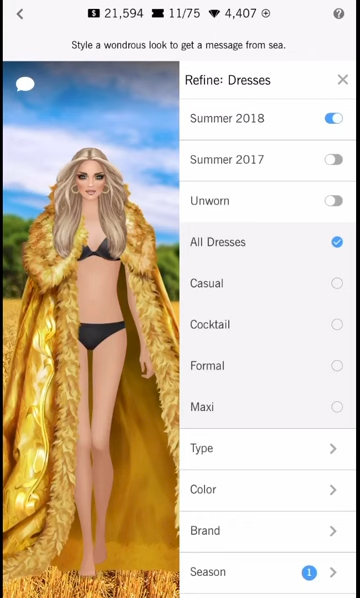 21,594 11/75 4,407
Style a wondrous look to get a message from sea.
Refine: Dresses
Summer 2018
Summer 2017
Unworn
All Dresses
Casual
Cocktail
Formal
Maxi
Type
Color
Brand
Season 1